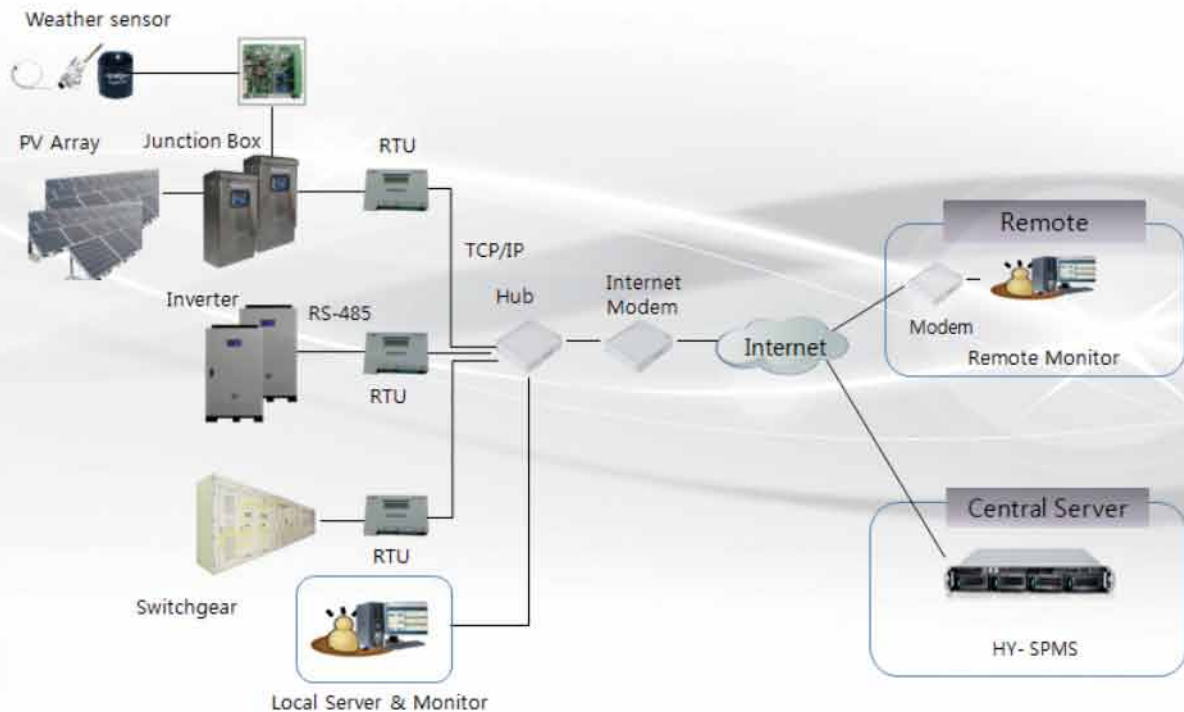 Weather sensor
PV Array
Junction Box
RTU
TCP/IP
Inverter
RS-485
RTU
Hub
Internet
Modem
Internet
Remote
Modem
Remote Monitor
Switchgear
RTU
Local Server & Monitor
Central Server
HY- SPMS